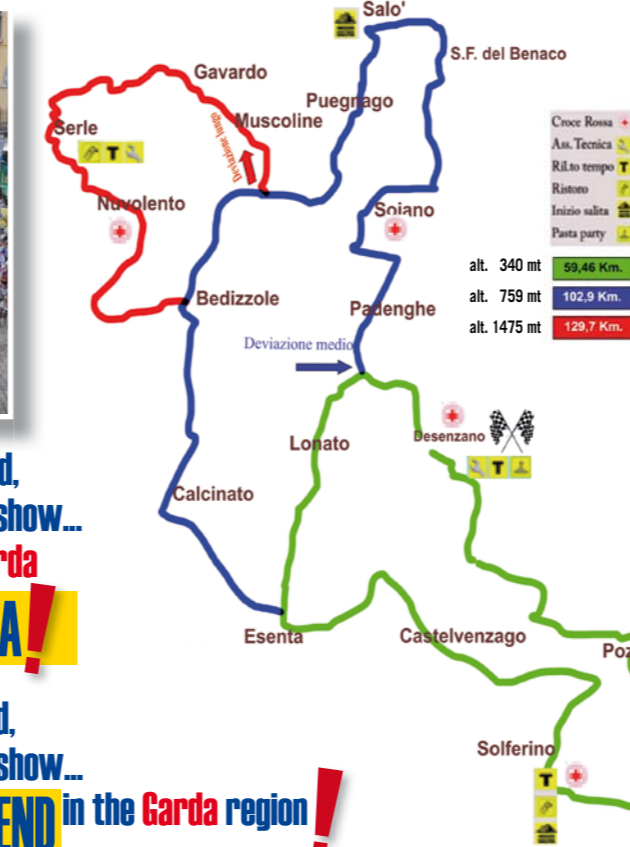 Salo'
S.F. del Benaco
Gavardo
Puegnago
Muscoline
Deviazione lungo
Serle
T
Nuvolento
Soiano
Croce Rossa
Ass. Tecnica
Ril.to tempo T
Ristoro
Inizio salita
Pasta party
alt. 340 mt 59,46 Km.
alt. 759 mt 102,9 Km.
alt. 1475 mt 129,7 Km.
Bedizzole
Padenghe
Deviazione medio
Lonato
Desenzano
T
Calcinato
Esenta
Castelvenzago
Poz
Solferino
T
d,
show...
rda
A!
d,
show...
END in the Garda region!